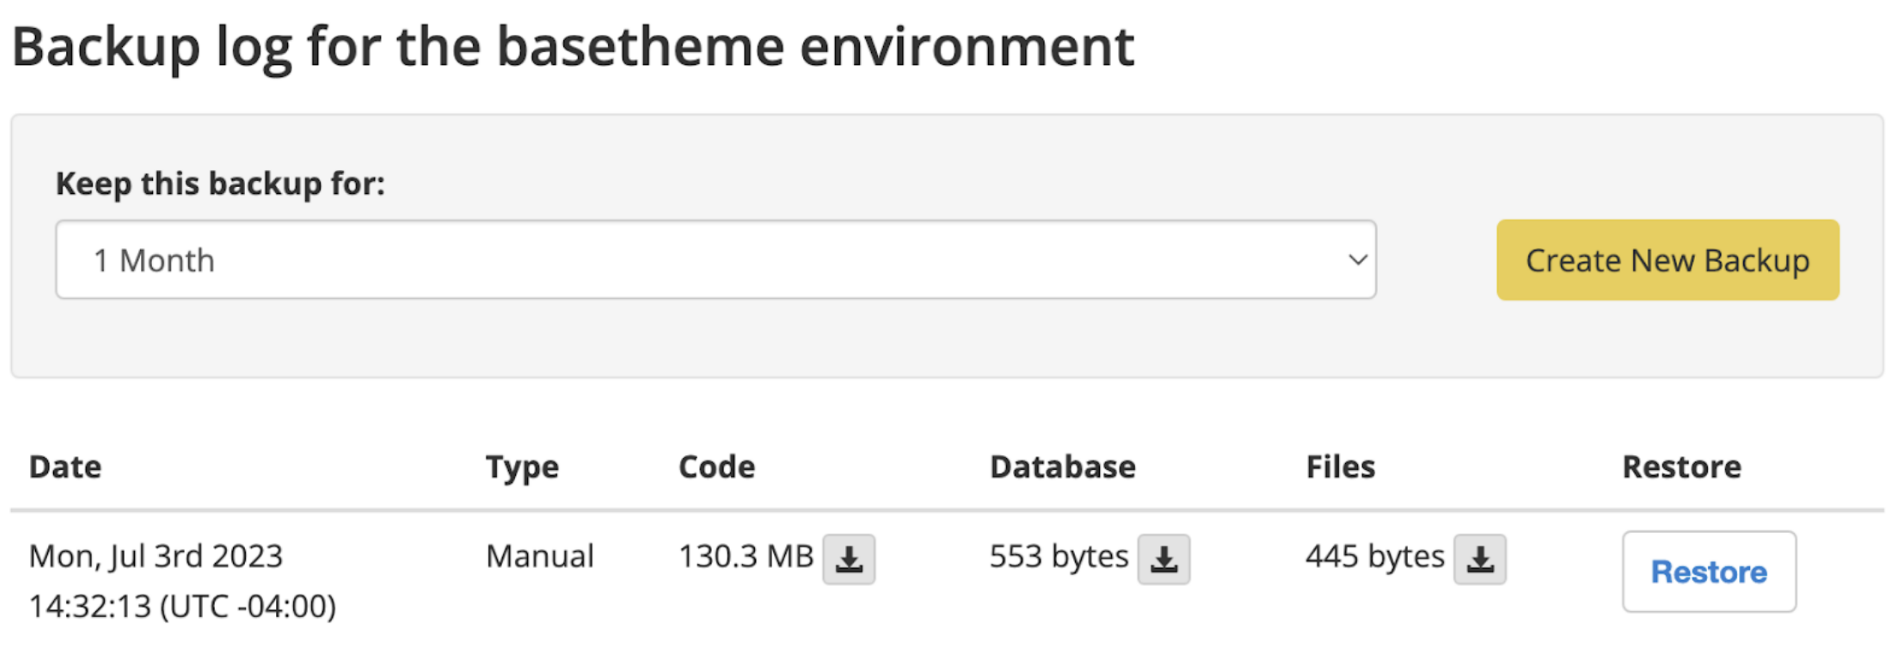 Backup log for the basetheme environment
Keep this backup for:
1 Month
Create New Backup
Date Type Code Database Files Restore
Mon, Jul 3rd 2023 Manual 130.3 MB 553 bytes 445 bytes Restore
14:32:13 (UTC -04:00)